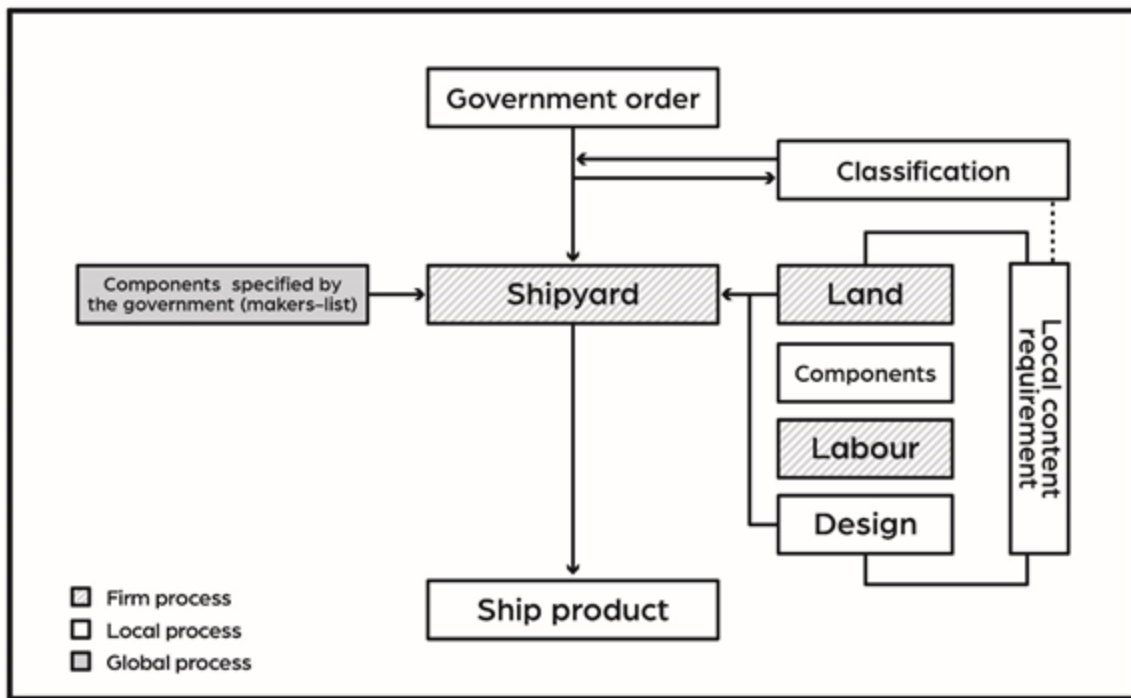 Government order
Classification
Components specified by
the government (makers-list)
Shipyard
Land
Components
Labour
Design
Local content
requirement
Ship product
Firm process
Local process
Global process